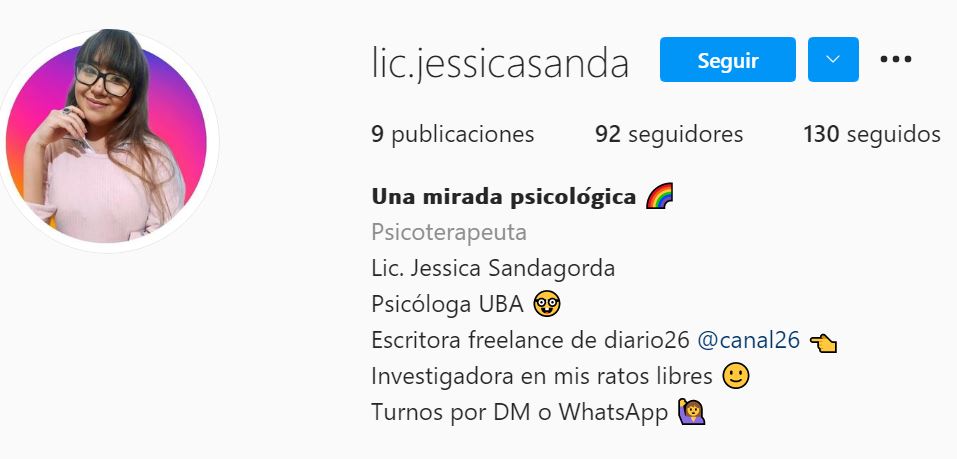 lic.jessicasanda Seguir
9 publicaciones 92 seguidores 130 seguidos
Una mirada psicológica 🌈
Psicoterapeuta
Lic. Jessica Sandagorda
Psicóloga UBA 🤓
Escritora freelance de diario26 @canal26 👈
Investigadora en mis ratos libres 🙂
Turnos por DM o WhatsApp 🙋‍♀️